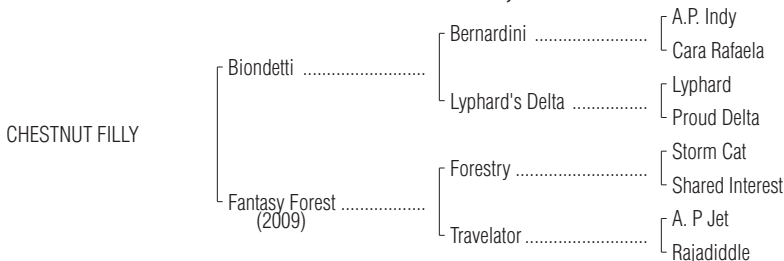 A.P. Indy
Bernardini ..............................
Cara Rafaela
Biondetti ................................
Lyphard
Lyphard's Delta ....................
Proud Delta
CHESTNUT FILLY
Storm Cat
Forestry ..................................
Shared Interest
Fantasy Forest ......................
(2009)
A. P Jet
Travelator ................................
Rajadiddle